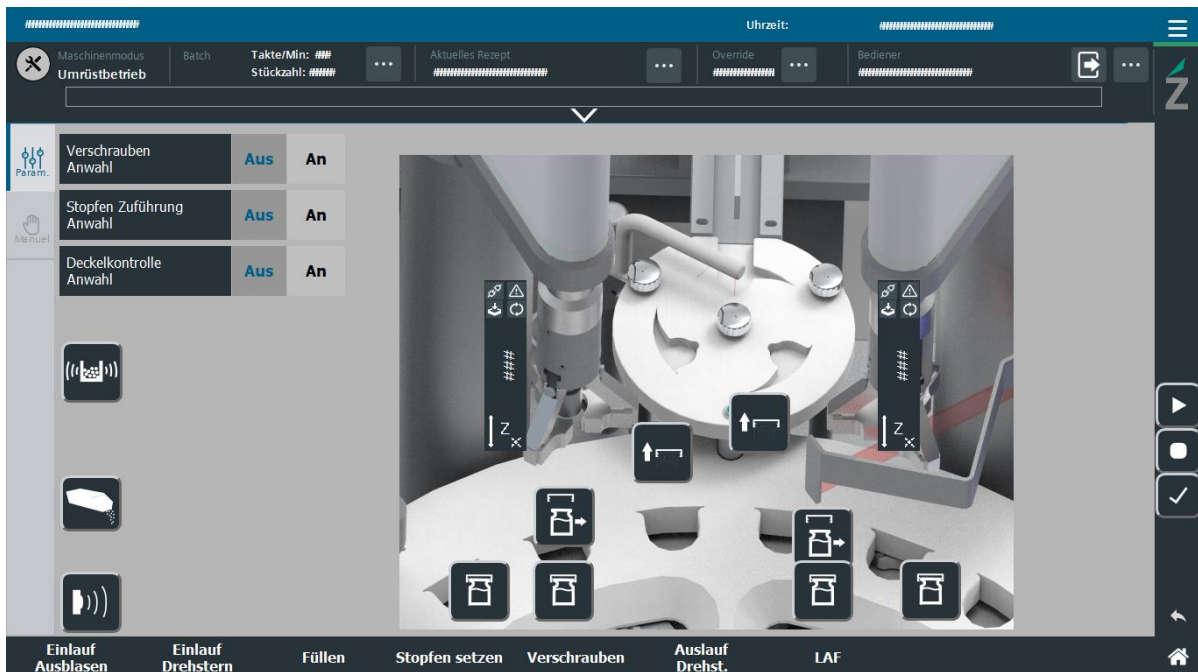 ##############################
Uhrzeit:
##############################
Maschinenmodus
Umrüstbetrieb
Batch
Takte/Min: ###
Stückzahl: ######
Aktuelles Rezept
##############################
Override
################
Bediener
##############################
Z
Param.
Manuel
Verschrauben
Anwahl
Aus
An
Stopfen Zuführung
Anwahl
Aus
An
Deckelkontrolle
Anwahl
Aus
An
####
Z
####
Z
Einlauf
Ausblasen
Einlauf
Drehstern
Füllen
Stopfen setzen
Verschrauben
Auslauf
Drehst.
LAF